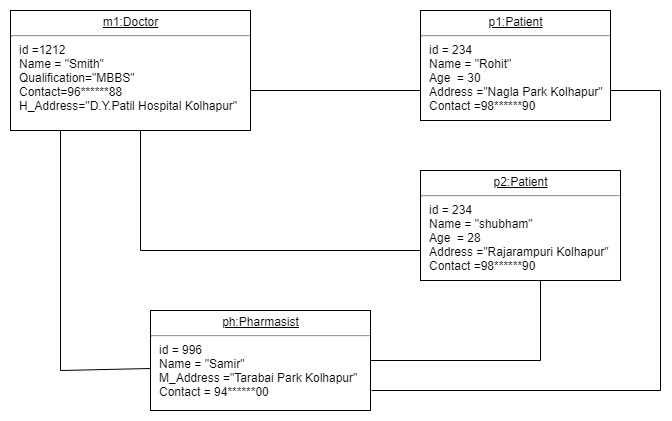 m1:Doctor
id =1212
Name = "Smith"
Qualification="MBBS"
Contact=96******88
H_Address="D.Y.Patil Hospital Kolhapur"
p1:Patient
id = 234
Name = "Rohit"
Age  = 30
Address ="Nagla Park Kolhapur"
Contact =98******90
p2:Patient
id = 234
Name = "shubham"
Age  = 28
Address ="Rajarampuri Kolhapur"
Contact =98******90
ph:Pharmasist
id = 996
Name = "Samir"
M_Address ="Tarabai Park Kolhapur"
Contact = 94******00